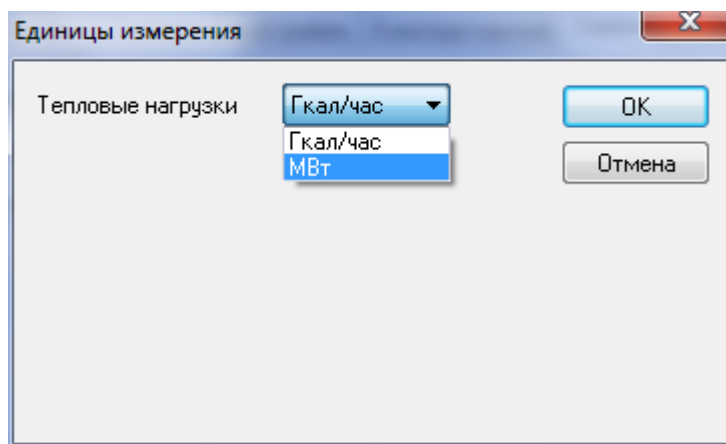 Единицы измерения
Тепловые нагрузки
Гкал/час
OK
Гкал/час
МВт
Отмена